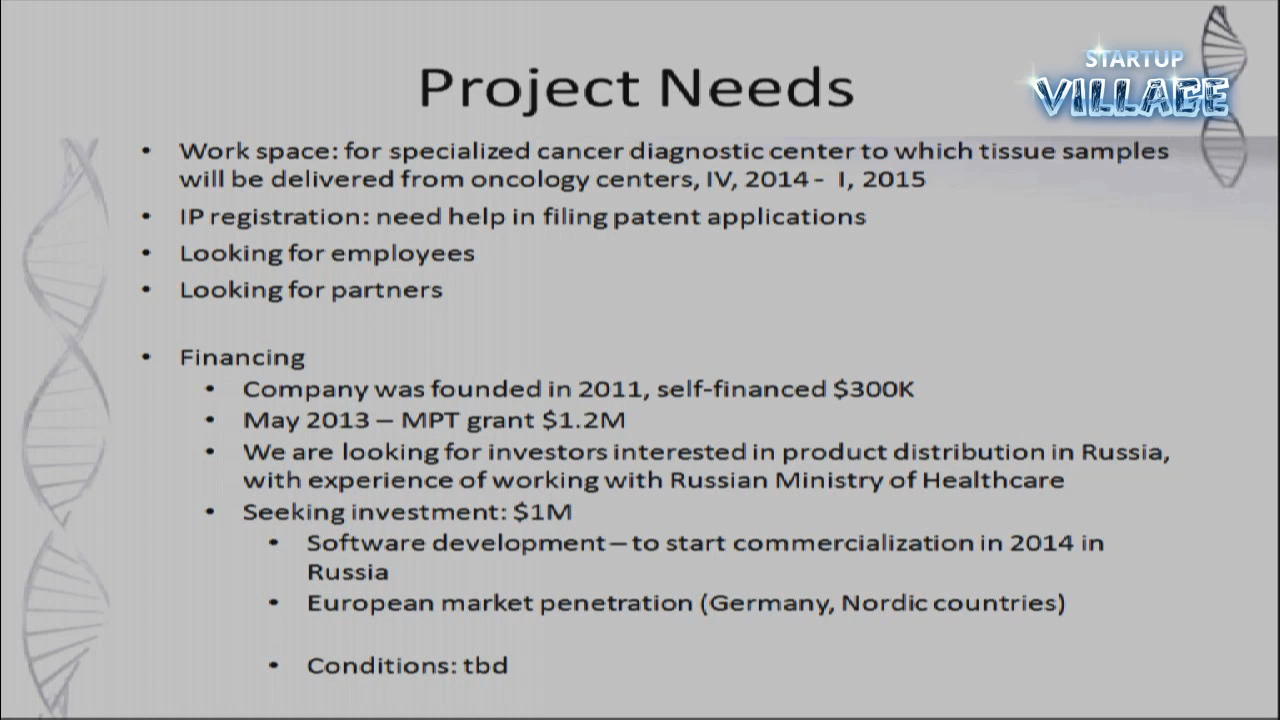 STARTUP
VILLAGE
Project Needs
• Work space: for specialized cancer diagnostic center to which tissue samples
will be delivered from oncology centers, IV, 2014 - I, 2015
• IP registration: need help in filing patent applications
• Looking for employees
• Looking for partners
• Financing
• Company was founded in 2011, self-financed $300K
• May 2013 – MPT grant $1.2M
• We are looking for investors interested in product distribution in Russia,
with experience of working with Russian Ministry of Healthcare
• Seeking investment: $1M
• Software development – to start commercialization in 2014 in
Russia
• European market penetration (Germany, Nordic countries)
• Conditions: tbd